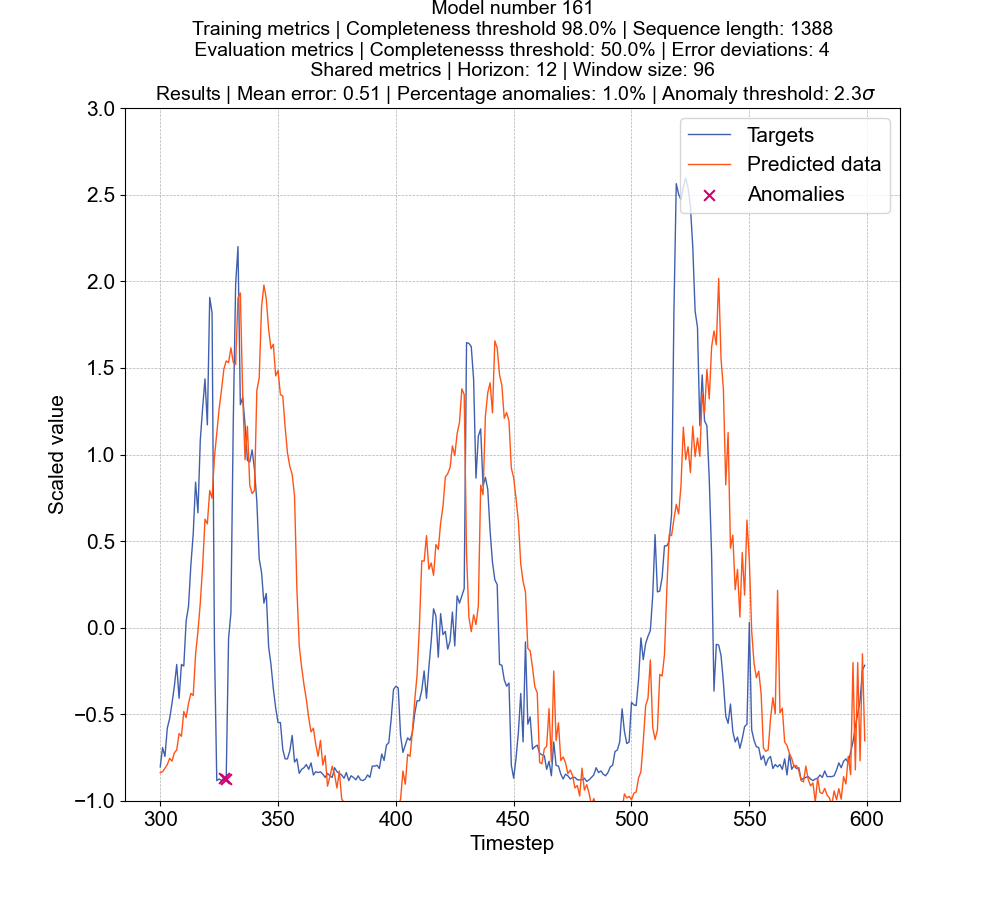 Model number 161
Training metrics | Completeness threshold 98.0% | Sequence length: 1388
Evaluation metrics | Completenesss threshold: 50.0% | Error deviations: 4
Shared metrics | Horizon: 12 | Window size: 96
Results | Mean error: 0.51 | Percentage anomalies: 1.0% | Anomaly threshold: 2.3σ
3.0
2.5
2.0
1.5
1.0
0.5
0.0
−0.5
−1.0
Scaled value
Targets
Predicted data
Anomalies
300 350 400 450 500 550 600
Timestep